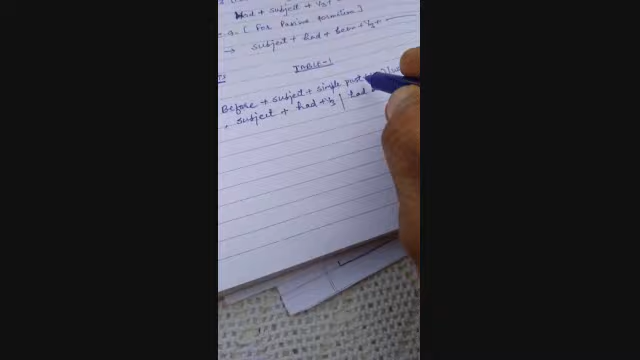 Had + subject + V3 +
e.g. [For Passive formation]
→ subject + had + been + V3 +
TABLE-1
Before + subject + simple past +
, subject + had + V3 | had